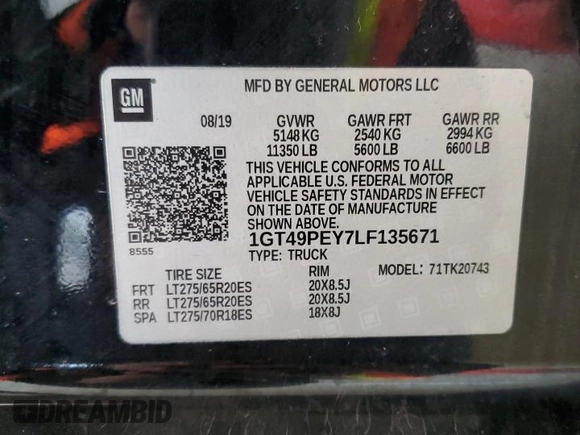 GM
MFD BY GENERAL MOTORS LLC
08/19 GVWR GAWR FRT GAWR RR
5148 KG 2540 KG 2994 KG
11350 LB 5600 LB 6600 LB
THIS VEHICLE CONFORMS TO ALL
APPLICABLE U.S. FEDERAL MOTOR
VEHICLE SAFETY STANDARDS IN EFFECT
ON THE DATE OF MANUFACTURE
SHOWN ABOVE.
8555
1GT49PEY7LF135671
TYPE: TRUCK
TIRE SIZE RIM MODEL: 71TK20743
FRT LT275/65R20ES 20X8.5J
RR LT275/65R20ES 20X8.5J
SPA LT275/70R18ES 18X8J
DREAMBID